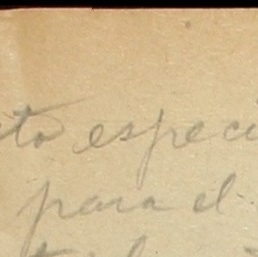 to especi
para el